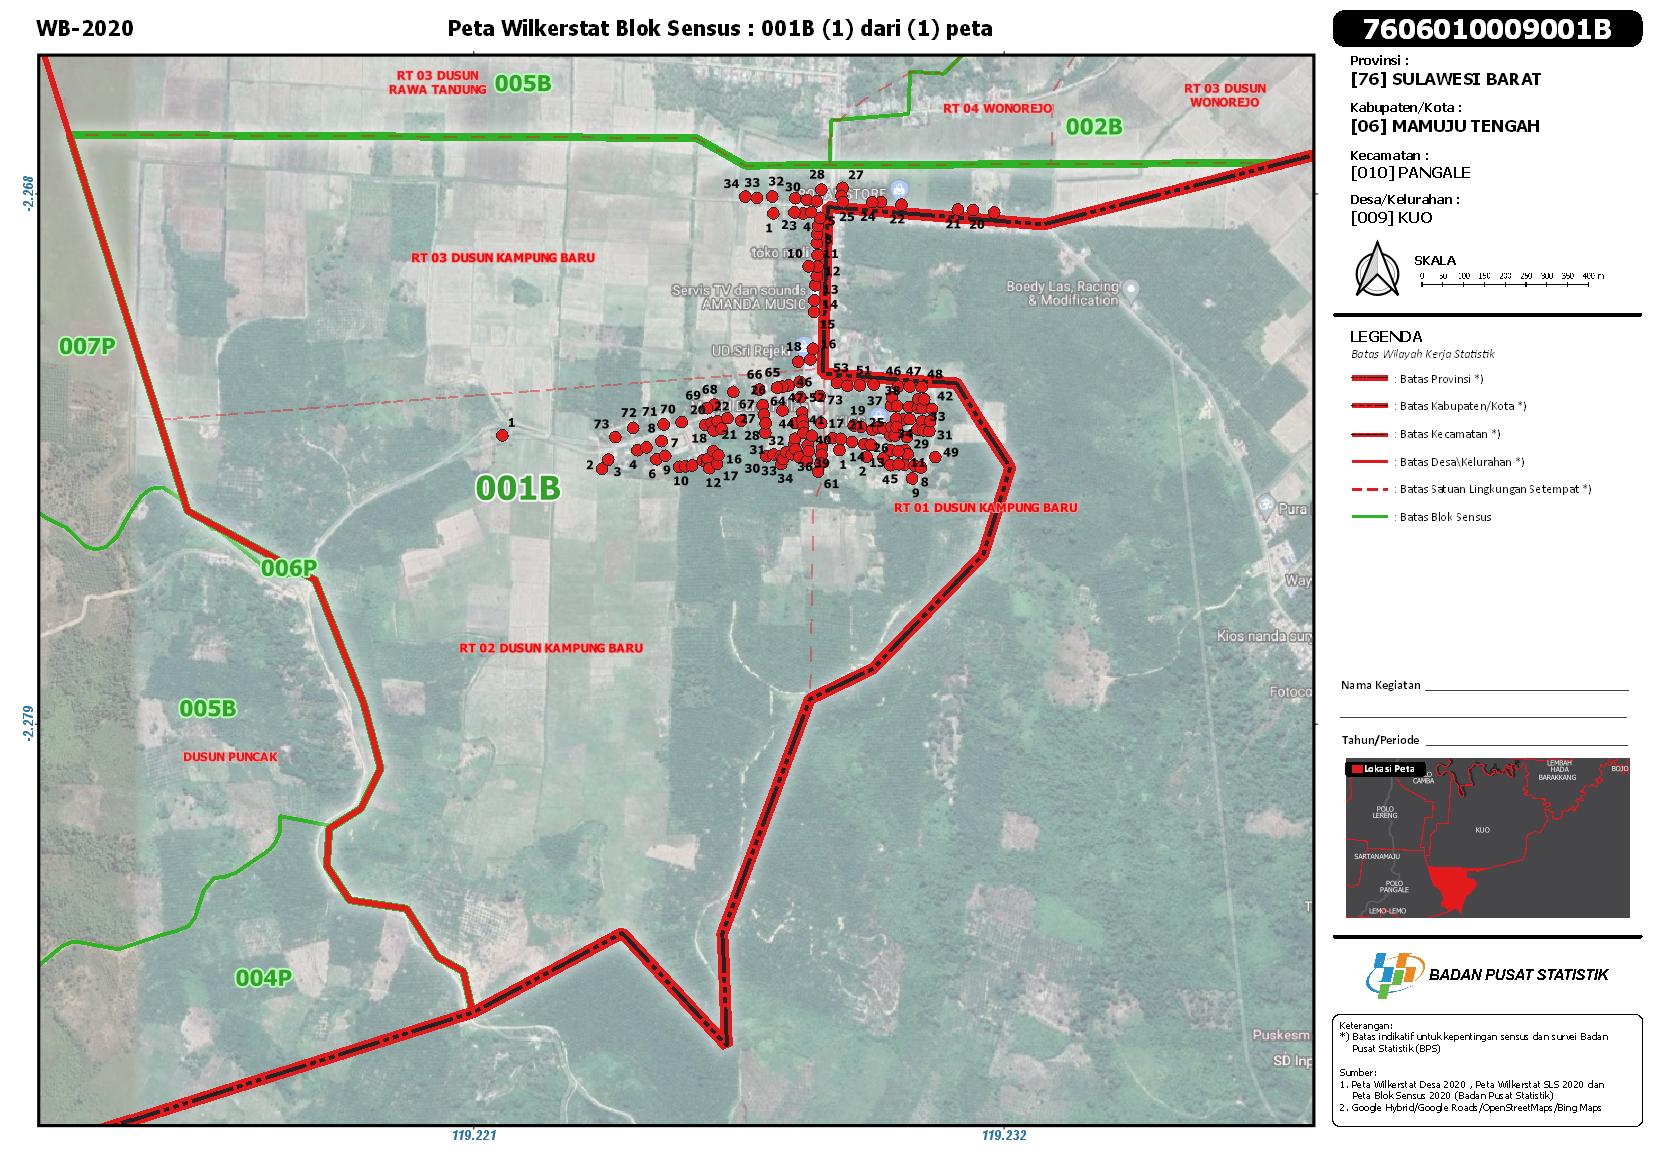 WB-2020
Peta Wilkerstat Blok Sensus : 001B (1) dari (1) peta
7606010009001B
Provinsi :
[76] SULAWESI BARAT
Kabupaten/Kota :
[06] MAMUJU TENGAH
Kecamatan :
[010] PANGALE
Desa/Kelurahan :
[009] KUO
SKALA
0 50 100 150 200 250 300 350 400 m
LEGENDA
Batas Wilayah Kerja Statistik
: Batas Provinsi *)
: Batas Kabupaten/Kota *)
: Batas Kecamatan *)
: Batas Desa\Kelurahan *)
: Batas Satuan Lingkungan Setempat *)
: Batas Blok Sensus
Nama Kegiatan
Tahun/Periode
Lokasi Peta
CAMBA
LEMBAH
HADA
BARAKKANG
BOJO
POLO
LERENG
KUO
SARTANAMAJU
POLO
PANGALE
LEMO-LEMO
BADAN PUSAT STATISTIK
Keterangan:
*) Batas indikatif untuk kepentingan sensus dan survei Badan
Pusat Statistik (BPS)
Sumber:
1. Peta Wilkerstat Desa 2020 , Peta Wilkerstat SLS 2020 dan
Peta Blok Sensus 2020 (Badan Pusat Statistik)
2. Google Hybrid/Google Roads/OpenStreetMaps/Bing Maps
RT 03 DUSUN
RAWA TANJUNG
005B
RT 04 WONOREJO
RT 03 DUSUN
WONOREJO
002B
-2.268
34 33 32 30 28 27
STORE
1 23 4 25 24 22 21 20
RT 03 DUSUN KAMPUNG BARU
10 11
12
13
14
15
16
18
Servis TV dan sounds
AMANDA MUSIC
Boedy Las, Racing
& Modification
UD-Sri Rejeki
007P
66 65 53 51 46 47 48
69 68 26 46 38 42
73 72 71 70 20 22 67 64 47-52 73 19 37 33
1
8 27 44 41 17 21 25 31
7 18 21 28 32 40 26 29
2 3 4 6 9 10 12 16 17 30 31 33 34 36 39 1 14 2 13 11 49
61 45 8 9
001B
RT 01 DUSUN KAMPUNG BARU
Pura
006P
Way
Kios nanda sury
RT 02 DUSUN KAMPUNG BARU
Fotoco
005B
-2.279
DUSUN PUNCAK
004P
Puskesm
SD Inp
119.221
119.232